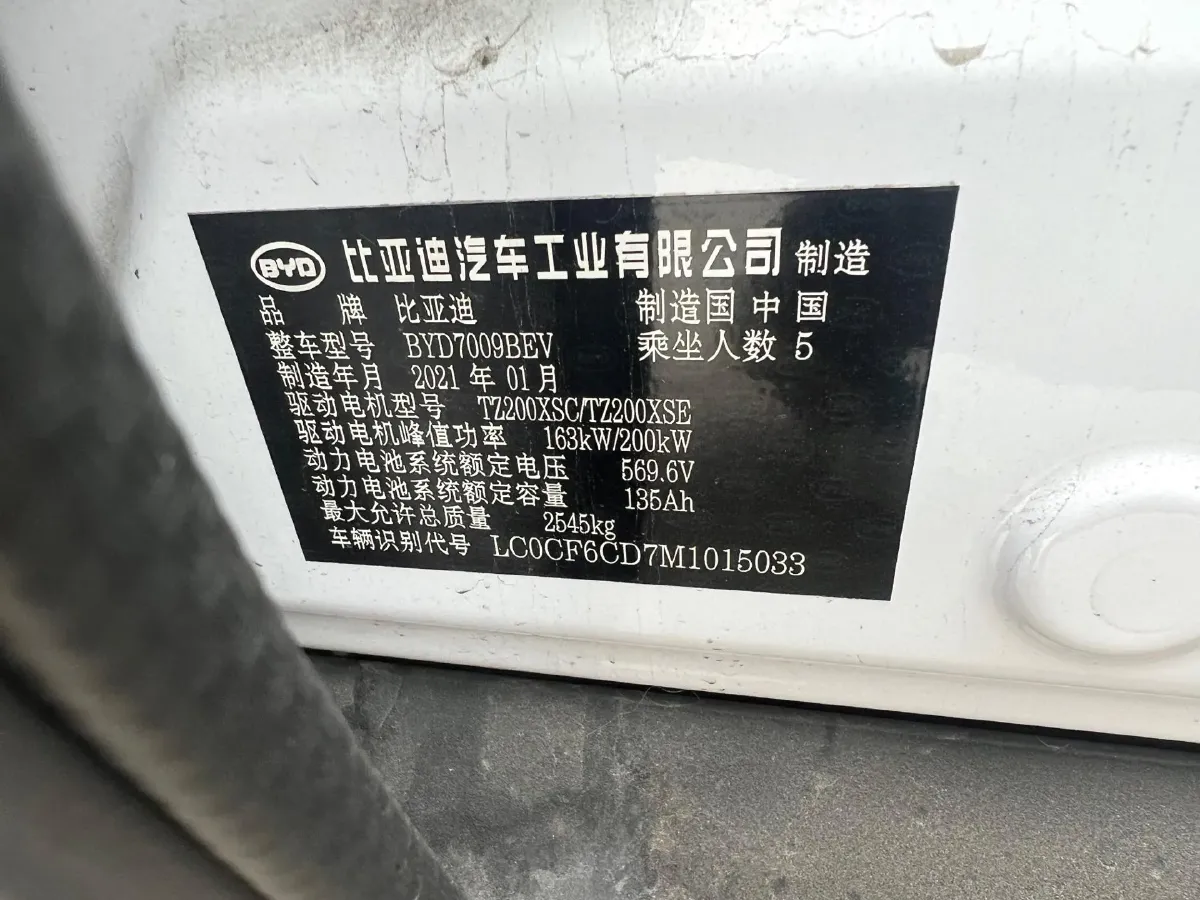 BYD 比亚迪汽车工业有限公司 制造
品 牌 比亚迪 制造国 中国
整车型号 BYD7009BEV 乘坐人数 5
制造年月 2021 年 01 月
驱动电机型号 TZ200XSC/TZ200XSE
驱动电机峰值功率 163kW/200kW
动力电池系统额定电压 569.6V
动力电池系统额定容量 135Ah
最大允许总质量 2545kg
车辆识别代号 LC0CF6CD7M1015033